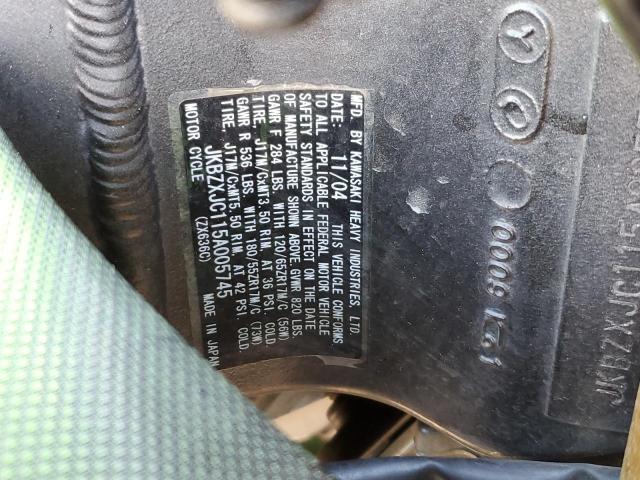 MFD. BY KAWASAKI HEAVY INDUSTRIES, LTD.
DATE: 11/04 THIS VEHICLE CONFORMS
TO ALL APPLICABLE FEDERAL MOTOR VEHICLE
SAFETY STANDARDS IN EFFECT ON THE DATE
OF MANUFACTURE SHOWN ABOVE. GVWR 820 LBS.
GAWR F 284 LBS. WITH 120/65ZR17M/C (56W)
TIRE, J17M/CxMT3.50 RIM, AT 36 PSI. COLD.
GAWR R 536 LBS. WITH 180/55ZR17M/C (73W)
TIRE, J17M/CxMT5.50 RIM, AT 42 PSI. COLD.
JKBZXJC115A005745
MOTOR CYCLE (ZX636C) MADE IN JAPAN
Y
P
JKBZXJC115